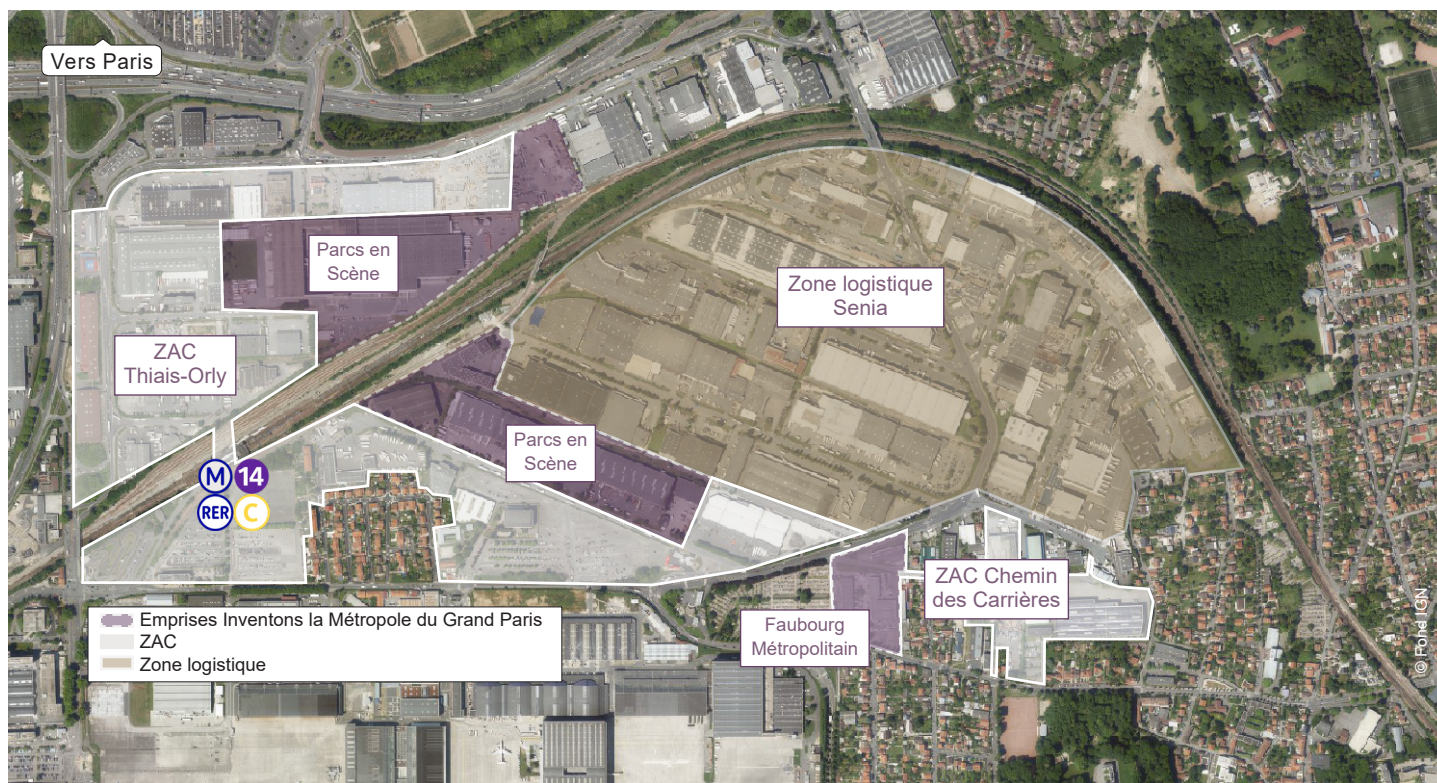 Vers Paris
Parcs en
Scène
Zone logistique
Senia
ZAC
Thiais-Orly
Parcs en
Scène
M 14
RER C
ZAC Chemin
des Carrières
Faubourg
Métropolitain
Emprises Inventons la Métropole du Grand Paris
ZAC
Zone logistique
© Fond IGN